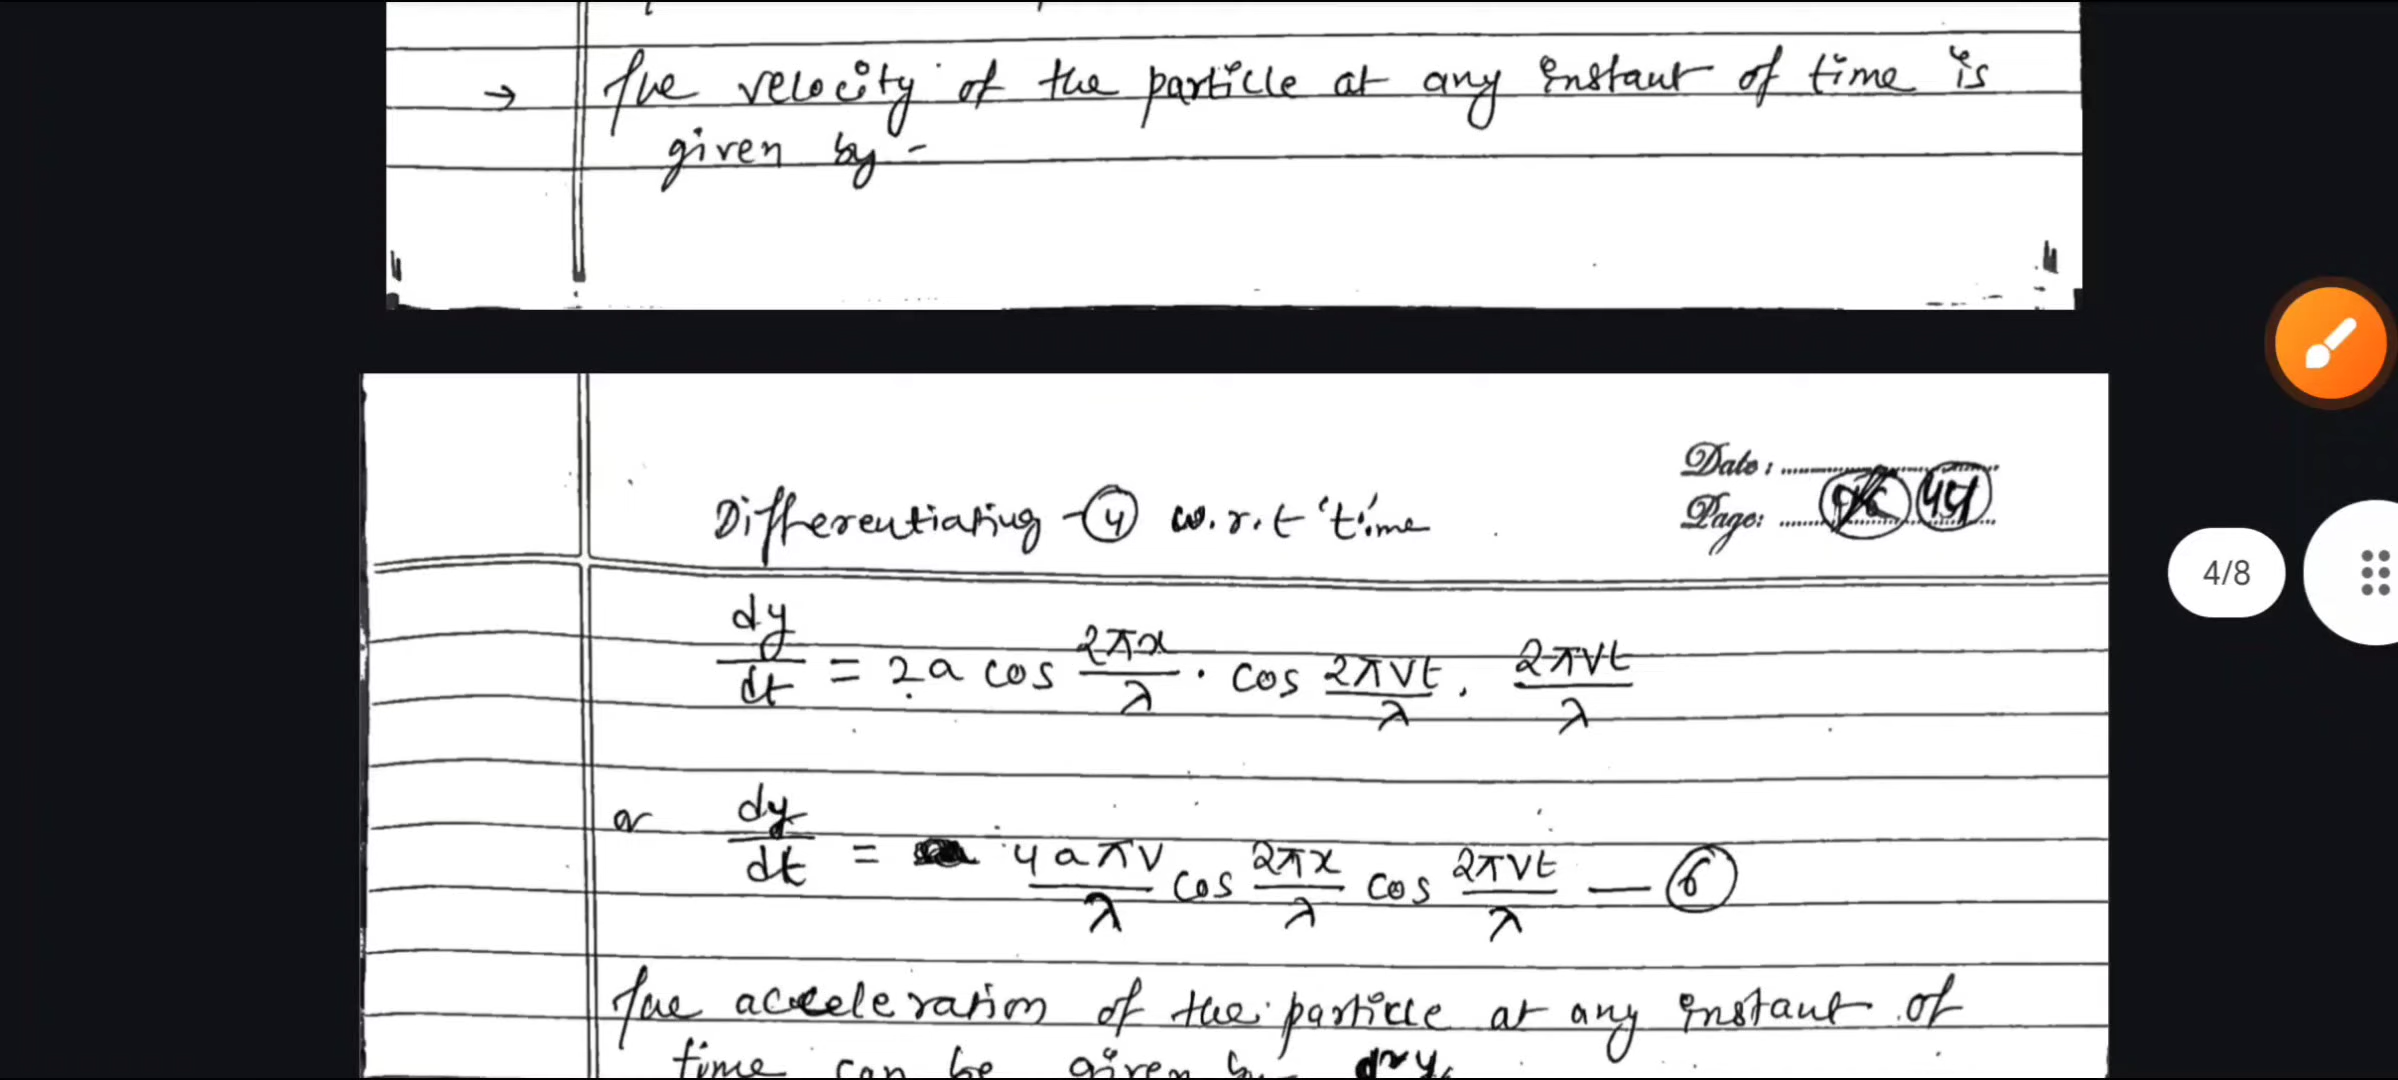 → The velocity of the particle at any instant of time is
given by -
Date:
Page: 44
Differentiating -④ w.r.t 'time
dy/dt = 2a cos 2πx/λ . cos 2πvt/λ . 2πvt/λ
4/8
or dy/dt = 4aπv/λ cos 2πx/λ cos 2πvt/λ — ⑥
The acceleration of the particle at any instant of
time can be given by